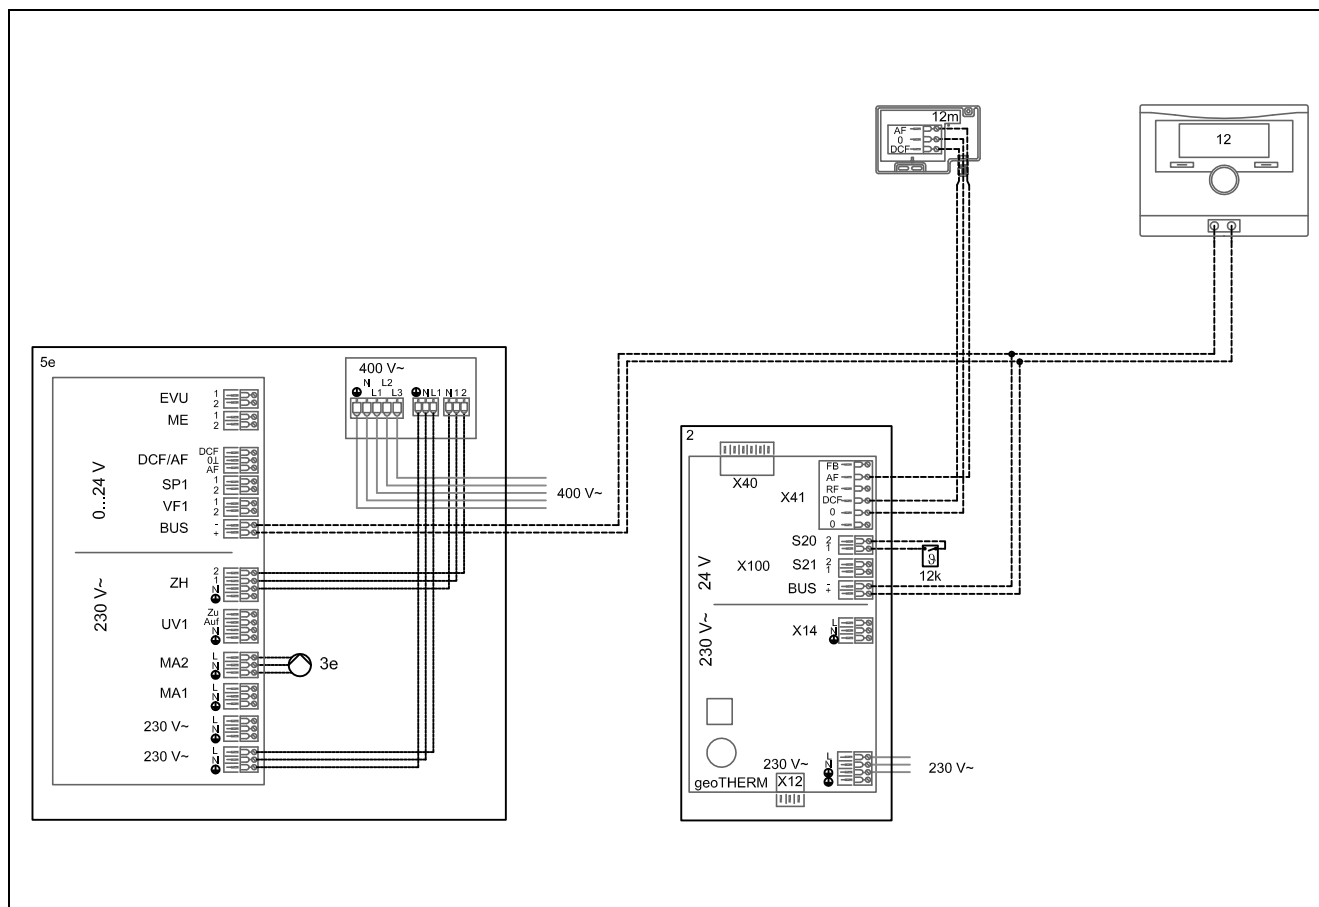 12m
AF
0
DCF
12
5e
400 V~
N L2
L1 L3
N L1 N 1 2
EVU 1
2
ME 1
2
DCF/AF DCF
0⊥
AF
SP1 1
2
VF1 1
2
BUS -
+
0...24 V
400 V~
230 V~
ZH 2
1
N
UV1 Zu
Auf
N
MA2 L
N
3e
MA1 L
N
230 V~ L
N
230 V~ L
N
2
X40
X41
FB
AF
RF
DCF
0
0
24 V
X100
S20 2
1
S21 2
1
BUS -
+
ϑ
12k
230 V~
X14 L
N
230 V~ L
N
230 V~
geoTHERM X12